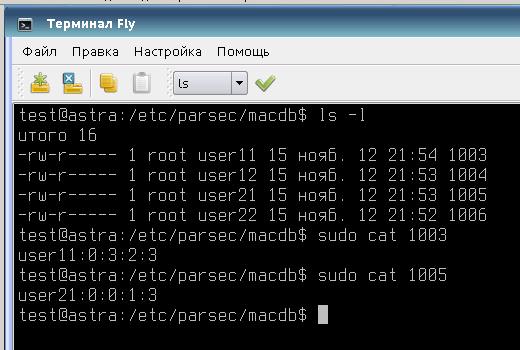 Терминал Fly
Файл Правка Настройка Помощь
ls
test@astra:/etc/parsec/macdb$ ls -l
итого 16
-rw-r----- 1 root user11 15 нояб. 12 21:54 1003
-rw-r----- 1 root user12 15 нояб. 12 21:53 1004
-rw-r----- 1 root user21 15 нояб. 12 21:53 1005
-rw-r----- 1 root user22 15 нояб. 12 21:52 1006
test@astra:/etc/parsec/macdb$ sudo cat 1003
user11:0:3:2:3
test@astra:/etc/parsec/macdb$ sudo cat 1005
user21:0:0:1:3
test@astra:/etc/parsec/macdb$